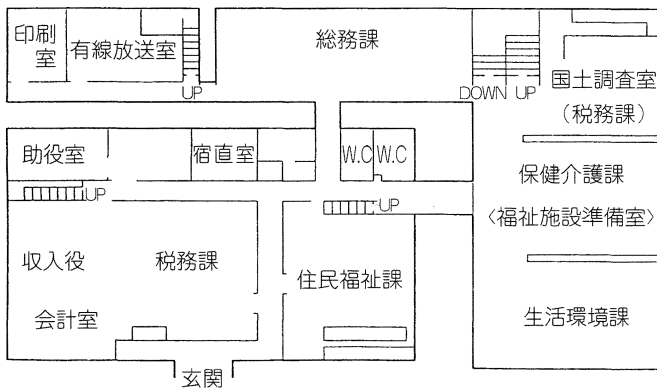 印刷室
有線放送室
総務課
UP
DOWN UP
国土調査室
(税務課)
助役室
宿直室
W.C
W.C
保健介護課
〈福祉施設準備室〉
UP
UP
収入役
税務課
住民福祉課
会計室
生活環境課
玄関